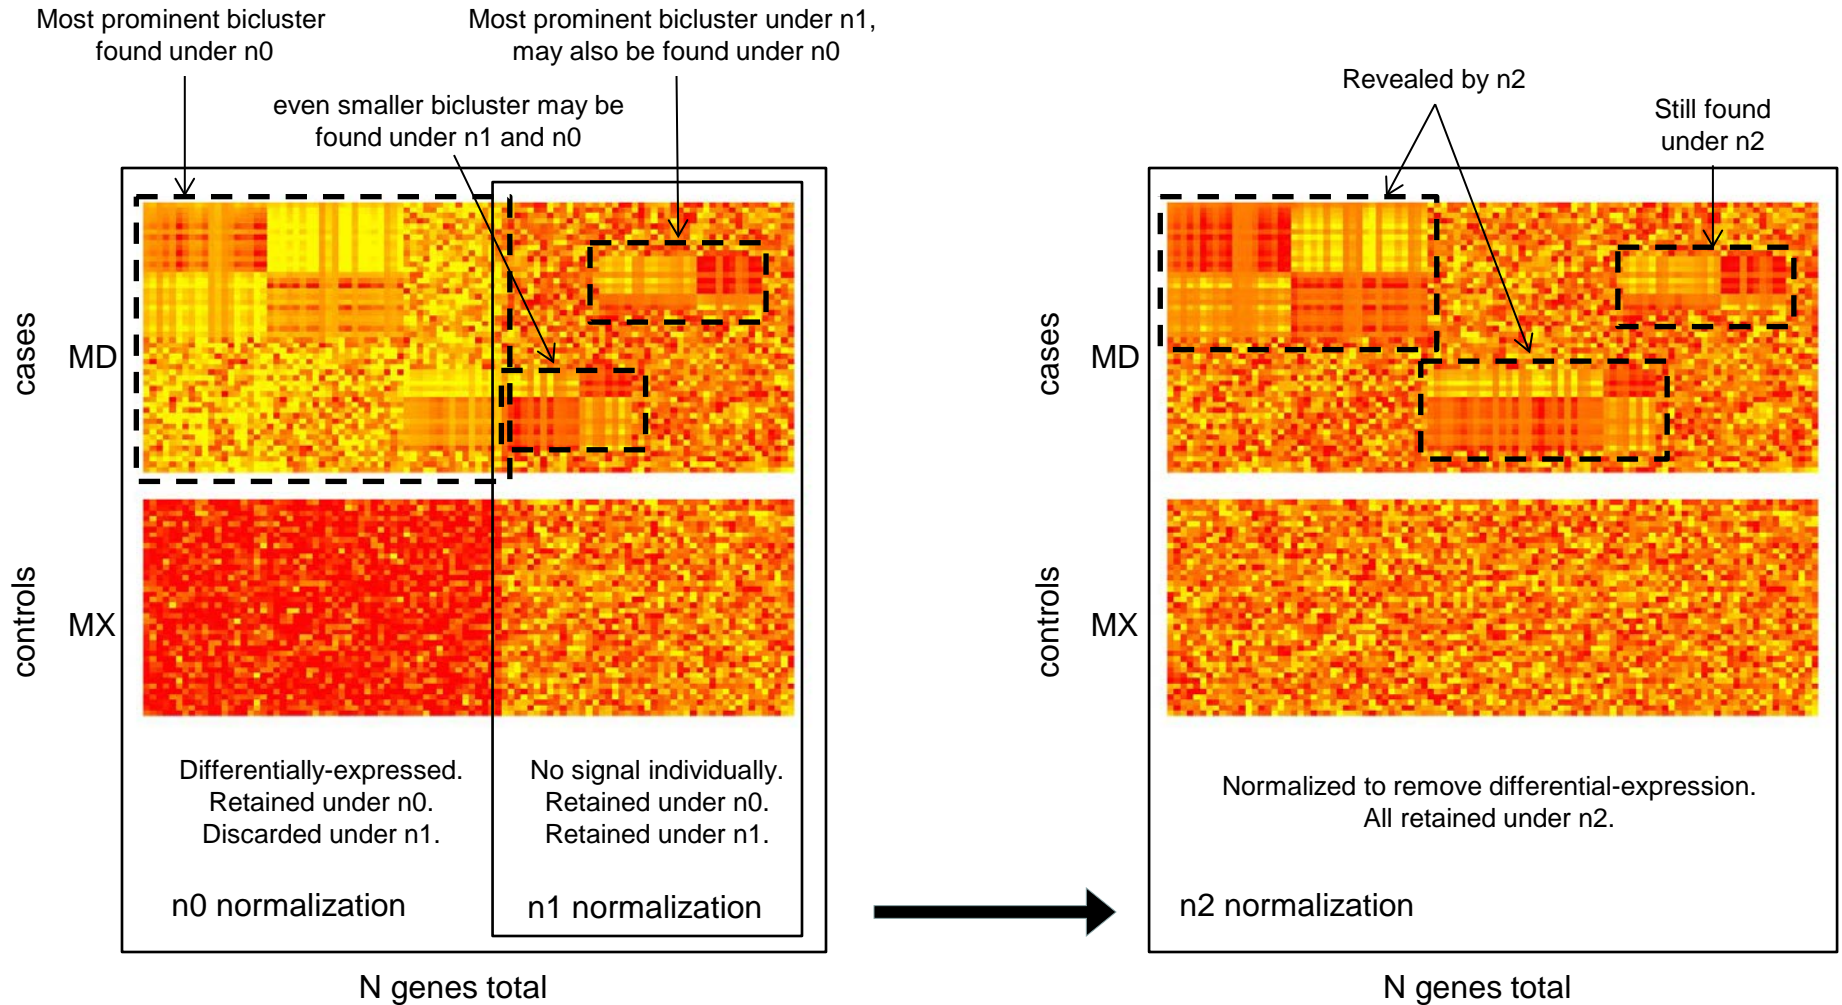 Most prominent bicluster
found under n0
Most prominent bicluster under n1,
may also be found under n0
even smaller bicluster may be
found under n1 and n0
cases
MD
controls
MX
Differentially-expressed.
Retained under n0.
Discarded under n1.
No signal individually.
Retained under n0.
Retained under n1.
n0 normalization
n1 normalization
N genes total
Revealed by n2
Still found
under n2
cases
MD
controls
MX
Normalized to remove differential-expression.
All retained under n2.
n2 normalization
N genes total